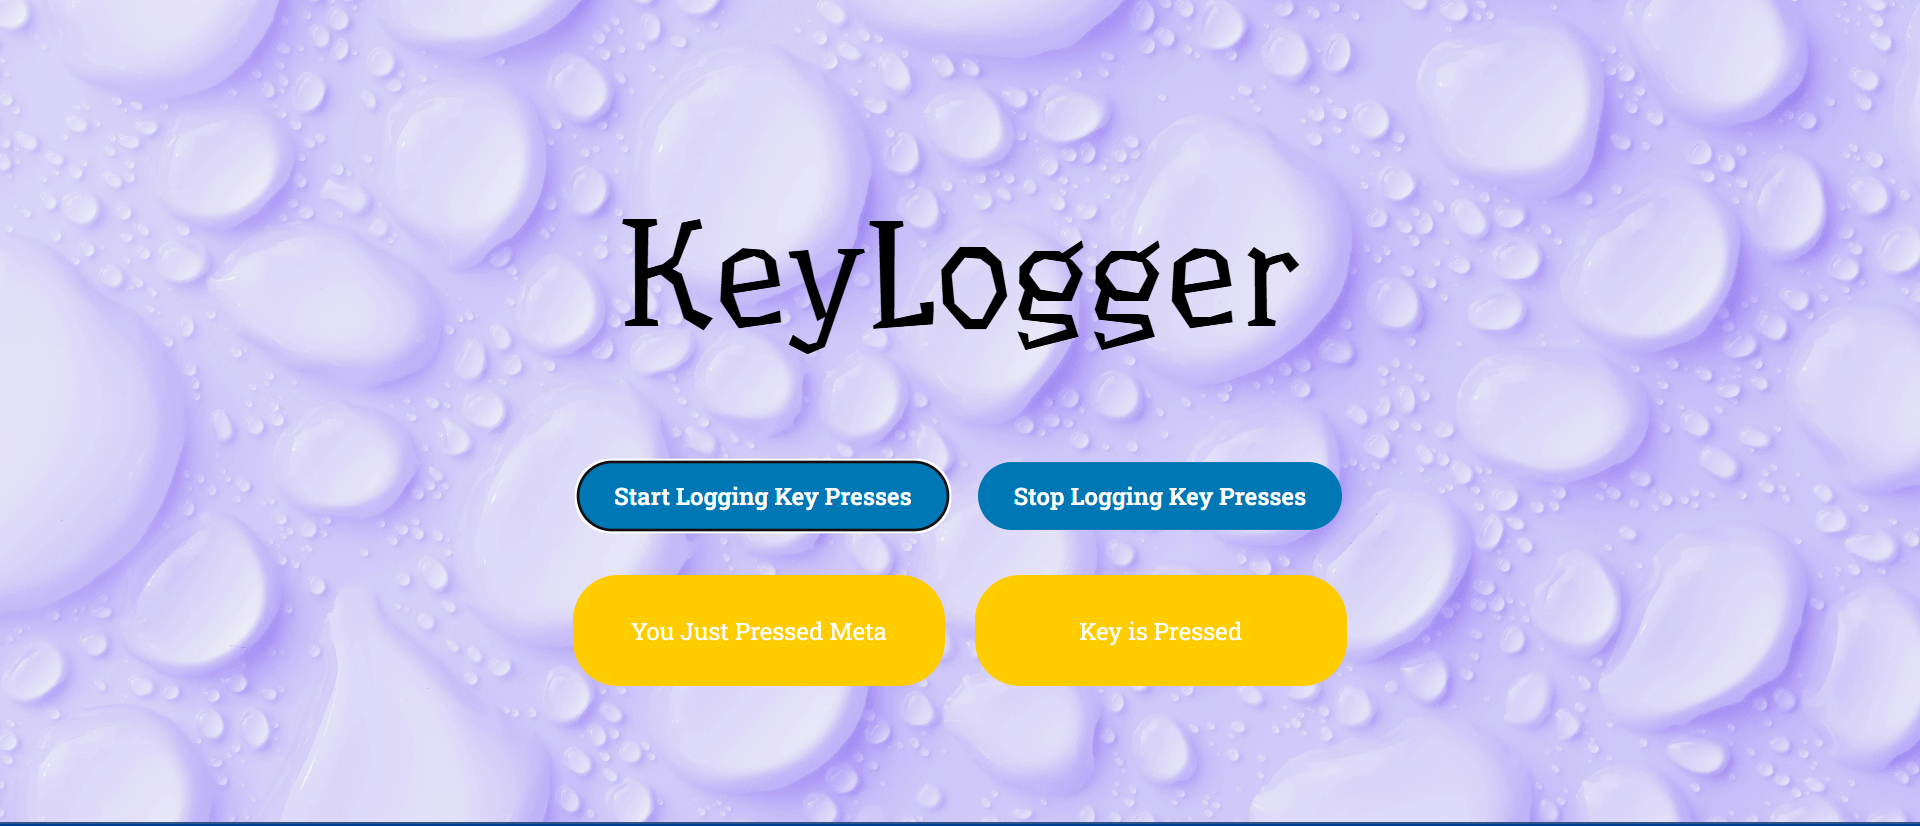 KeyLogger
Start Logging Key Presses
Stop Logging Key Presses
You Just Pressed Meta
Key is Pressed